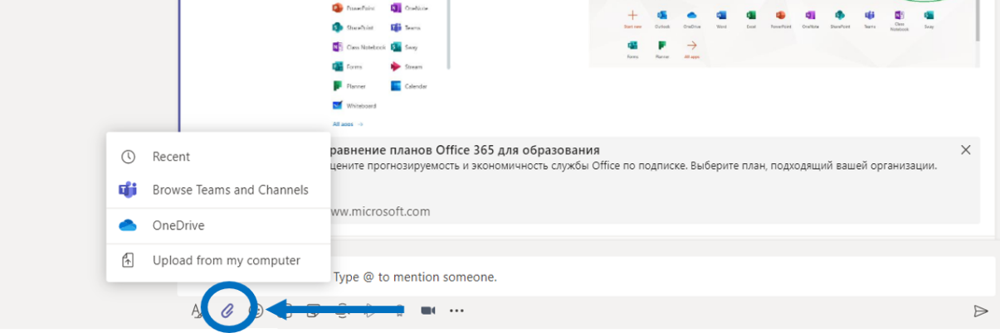 PowerPoint OneNote
SharePoint Teams
Class Notebook Sway
Forms Stream
Planner Calendar
Whiteboard
All apps →
Start new Outlook OneDrive Word Excel PowerPoint OneNote SharePoint Teams Class Notebook Sway
Forms Planner All apps
равнение планов Office 365 для образования
цените прогнозируемость и экономичность службы Office по подписке. Выберите план, подходящий вашей организации.
ww.microsoft.com
Recent
Browse Teams and Channels
OneDrive
Upload from my computer
Type @ to mention someone.